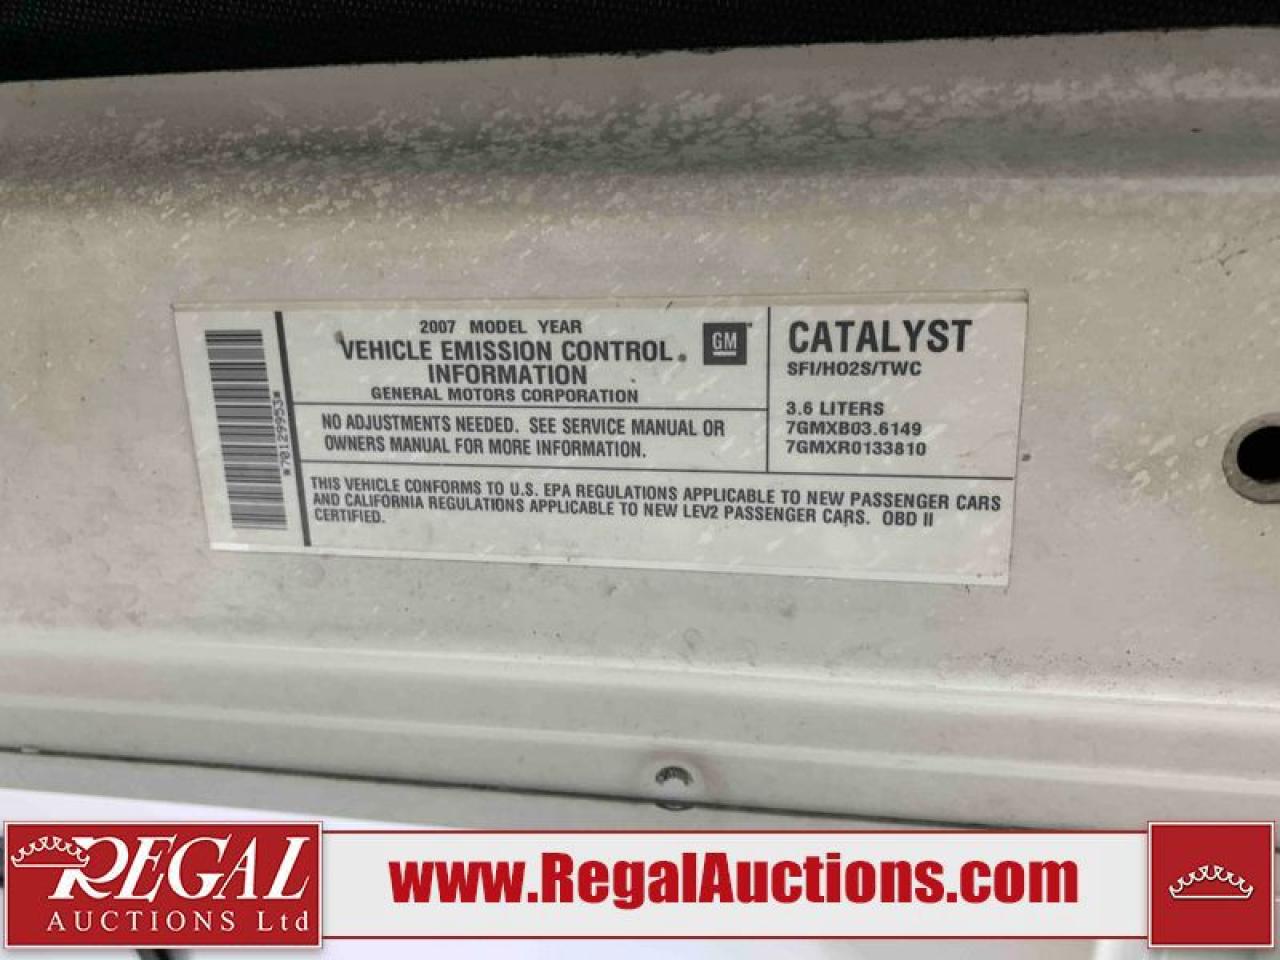 *70129953*
2007 MODEL YEAR
VEHICLE EMISSION CONTROL
INFORMATION
GENERAL MOTORS CORPORATION
GM
NO ADJUSTMENTS NEEDED. SEE SERVICE MANUAL OR
OWNERS MANUAL FOR MORE INFORMATION.
CATALYST
SFI/HO2S/TWC
3.6 LITERS
7GMXB03.6149
7GMXR0133810
THIS VEHICLE CONFORMS TO U.S. EPA REGULATIONS APPLICABLE TO NEW PASSENGER CARS
AND CALIFORNIA REGULATIONS APPLICABLE TO NEW LEV2 PASSENGER CARS. OBD II
CERTIFIED.
REGAL
AUCTIONS Ltd
www.RegalAuctions.com